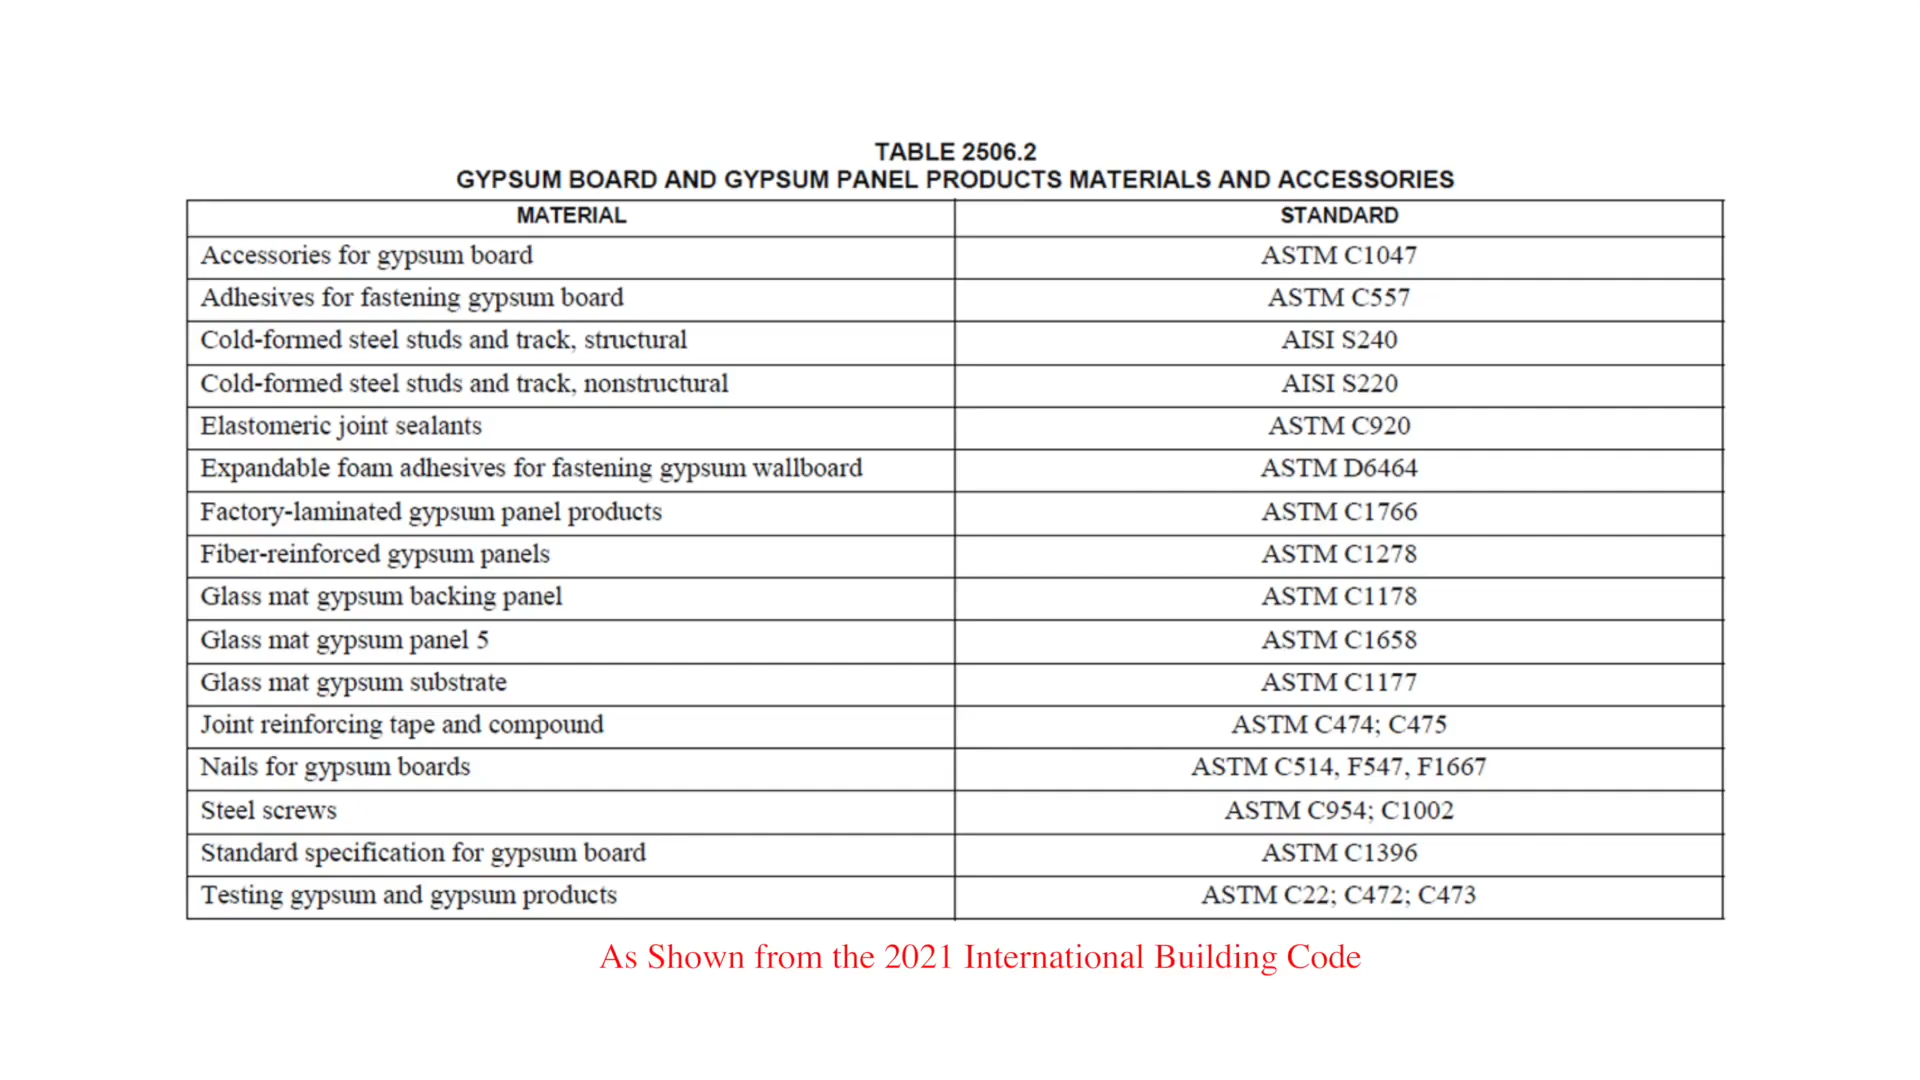 TABLE 2506.2
GYPSUM BOARD AND GYPSUM PANEL PRODUCTS MATERIALS AND ACCESSORIES
MATERIAL STANDARD
Accessories for gypsum board ASTM C1047
Adhesives for fastening gypsum board ASTM C557
Cold-formed steel studs and track, structural AISI S240
Cold-formed steel studs and track, nonstructural AISI S220
Elastomeric joint sealants ASTM C920
Expandable foam adhesives for fastening gypsum wallboard ASTM D6464
Factory-laminated gypsum panel products ASTM C1766
Fiber-reinforced gypsum panels ASTM C1278
Glass mat gypsum backing panel ASTM C1178
Glass mat gypsum panel 5 ASTM C1658
Glass mat gypsum substrate ASTM C1177
Joint reinforcing tape and compound ASTM C474; C475
Nails for gypsum boards ASTM C514, F547, F1667
Steel screws ASTM C954; C1002
Standard specification for gypsum board ASTM C1396
Testing gypsum and gypsum products ASTM C22; C472; C473
As Shown from the 2021 International Building Code